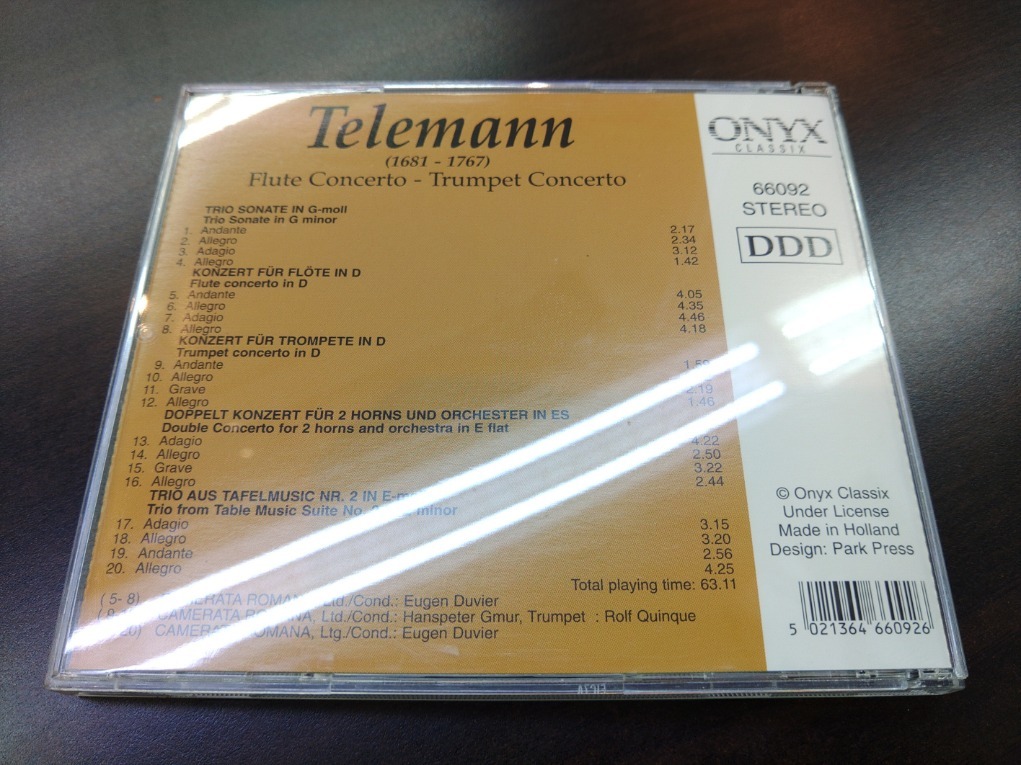 Telemann
(1681 - 1767)
Flute Concerto - Trumpet Concerto
TRIO SONATE IN G-moll
Trio Sonate in G minor
1. Andante 2.17
2. Allegro 2.34
3. Adagio 3.12
4. Allegro 1.42
KONZERT FÜR FLÖTE IN D
Flute concerto in D
5. Andante 4.05
6. Allegro 4.35
7. Adagio 4.46
8. Allegro 4.18
KONZERT FÜR TROMPETE IN D
Trumpet concerto in D
9. Andante
10. Allegro
11. Grave 2.19
12. Allegro 1.46
DOPPELT KONZERT FÜR 2 HORNS UND ORCHESTER IN ES
Double Concerto for 2 horns and orchestra in E flat
13. Adagio 4.22
14. Allegro 2.50
15. Grave 3.22
16. Allegro 2.44
TRIO AUS TAFELMUSIC NR. 2 IN
Trio from Table Music Suite No. minor
17. Adagio 3.15
18. Allegro 3.20
19. Andante 2.56
20. Allegro 4.25
Total playing time: 63.11
( 5- 8) CAMERATA ROMANA, Ltd./Cond.: Eugen Duvier
CAMERATA ROMANA, Ltd./Cond.: Hanspeter Gmur, Trumpet : Rolf Quinque
CAMERATA ROMANA, Ltg./Cond.: Eugen Duvier
ONYX
CLASSIX
66092
STEREO
DDD
© Onyx Classix
Under License
Made in Holland
Design: Park Press
5 021364 660926